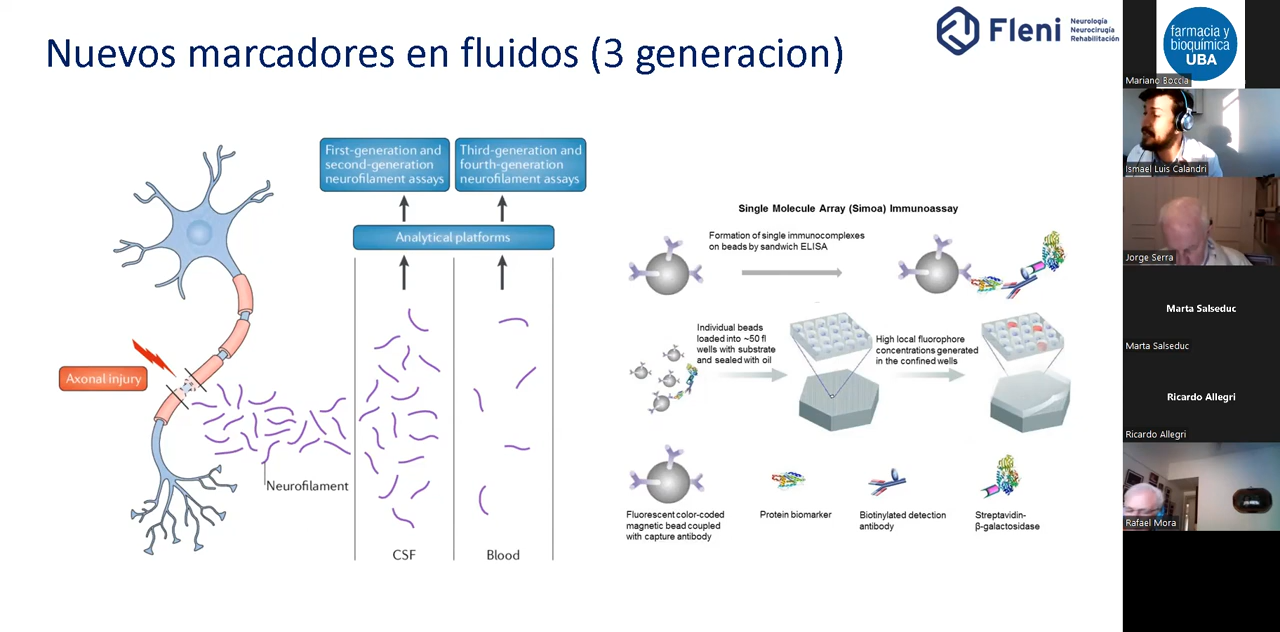 Nuevos marcadores en fluidos (3 generacion)
Fleni
Neurología
Neurocirugía
Rehabilitación
First-generation and
second-generation
neurofilament assays
Third-generation and
fourth-generation
neurofilament assays
Analytical platforms
Axonal injury
Neurofilament
CSF
Blood
Single Molecule Array (Simoa) Immunoassay
Formation of single immunocomplexes
on beads by sandwich ELISA
Individual beads
loaded into ~50 fl
wells with substrate
and sealed with oil
High local fluorophore
concentrations generated
in the confined wells
Fluorescent color-coded
magnetic bead coupled
with capture antibody
Protein biomarker
Biotinylated detection
antibody
Streptavidin-
β-galactosidase
farmacia y
bioquímica
UBA
Mariano Boccia
Ismael Luis Calandri
Jorge Serra
Marta Salseduc
Marta Salseduc
Ricardo Allegri
Ricardo Allegri
Rafael Mora